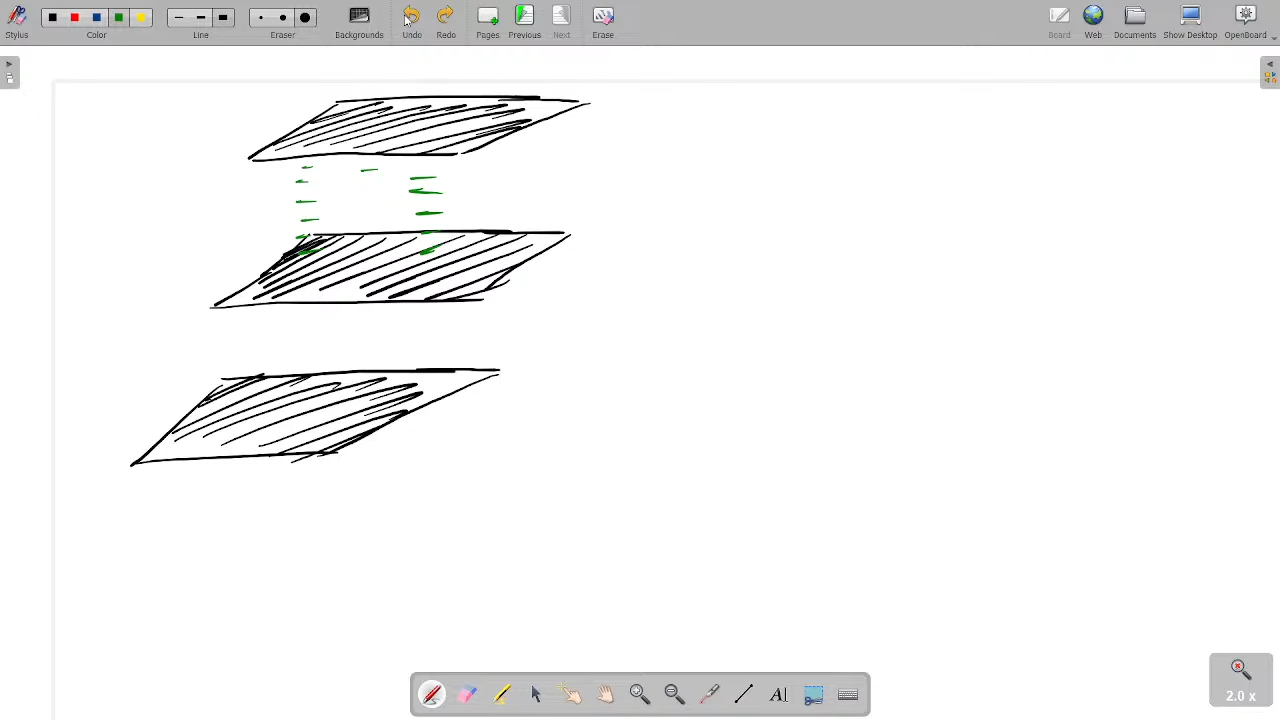 Stylus Color Line Eraser Backgrounds Undo Redo Pages Previous Next Erase Board Web Documents Show Desktop OpenBoard
AI
2.0 x